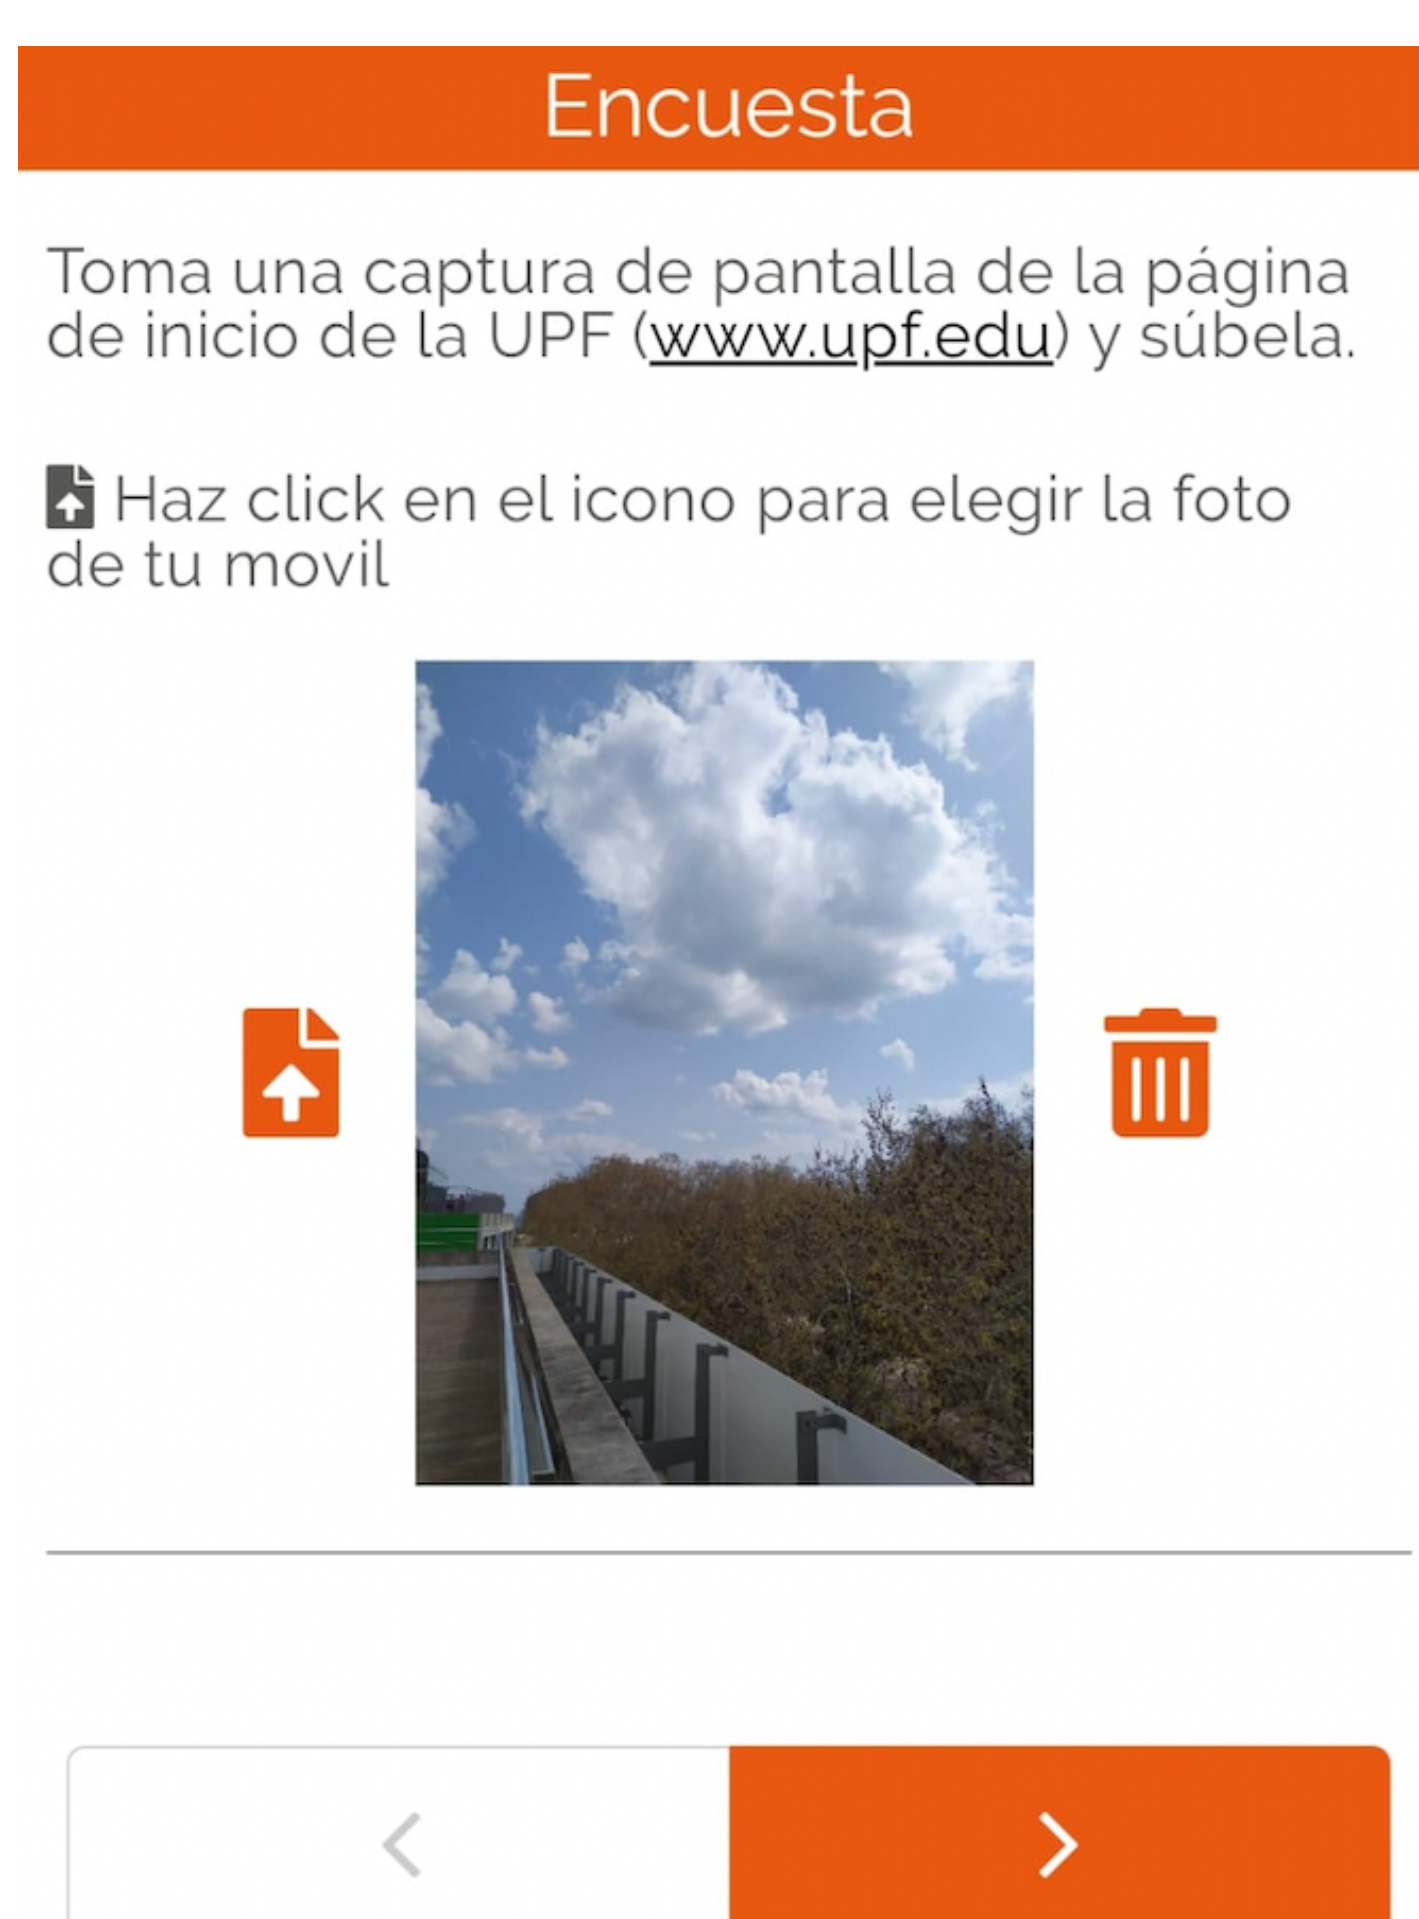 Encuesta
Toma una captura de pantalla de la página
de inicio de la UPF (www.upf.edu) y súbela.
Haz click en el icono para elegir la foto
de tu movil